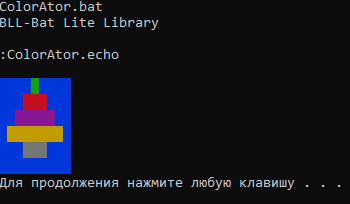 ColorAtor.bat
BLL-Bat Lite Library
:ColorAtor.echo
Для продолжения нажмите любую клавишу . . .